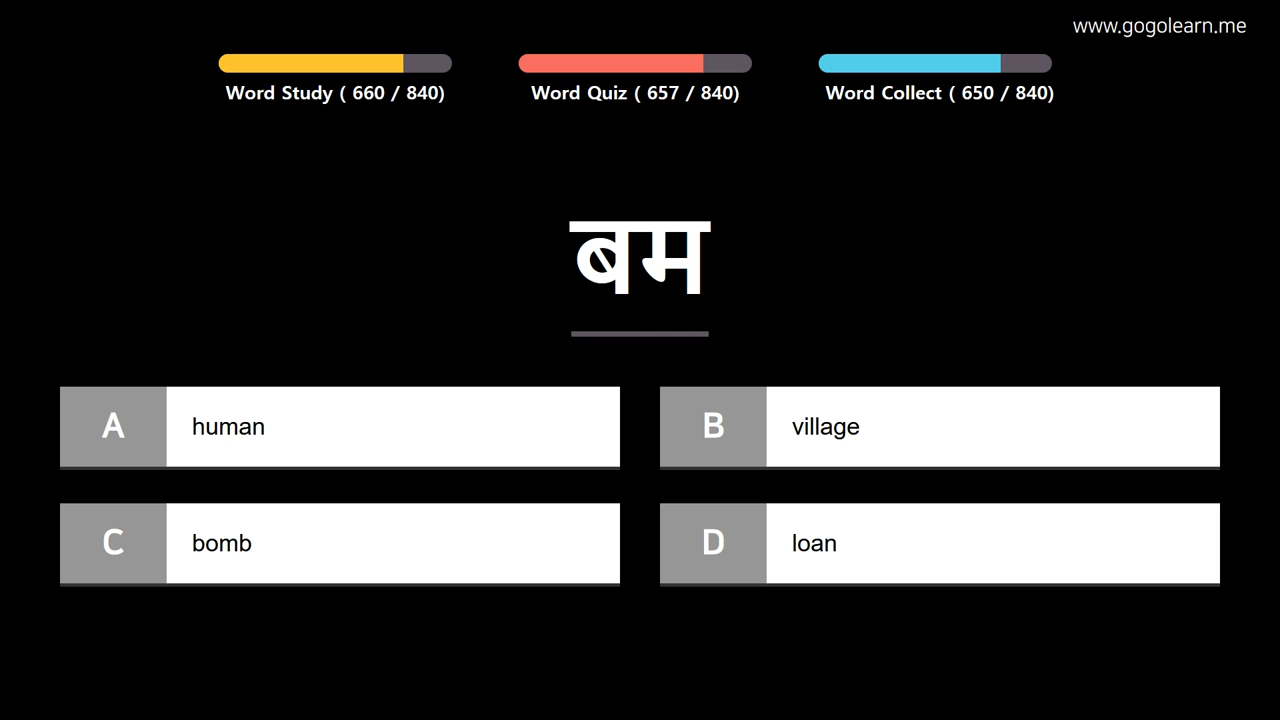 www.gogolearn.me
Word Study ( 660 / 840)
Word Quiz ( 657 / 840)
Word Collect ( 650 / 840)
बम
A human
B village
C bomb
D loan